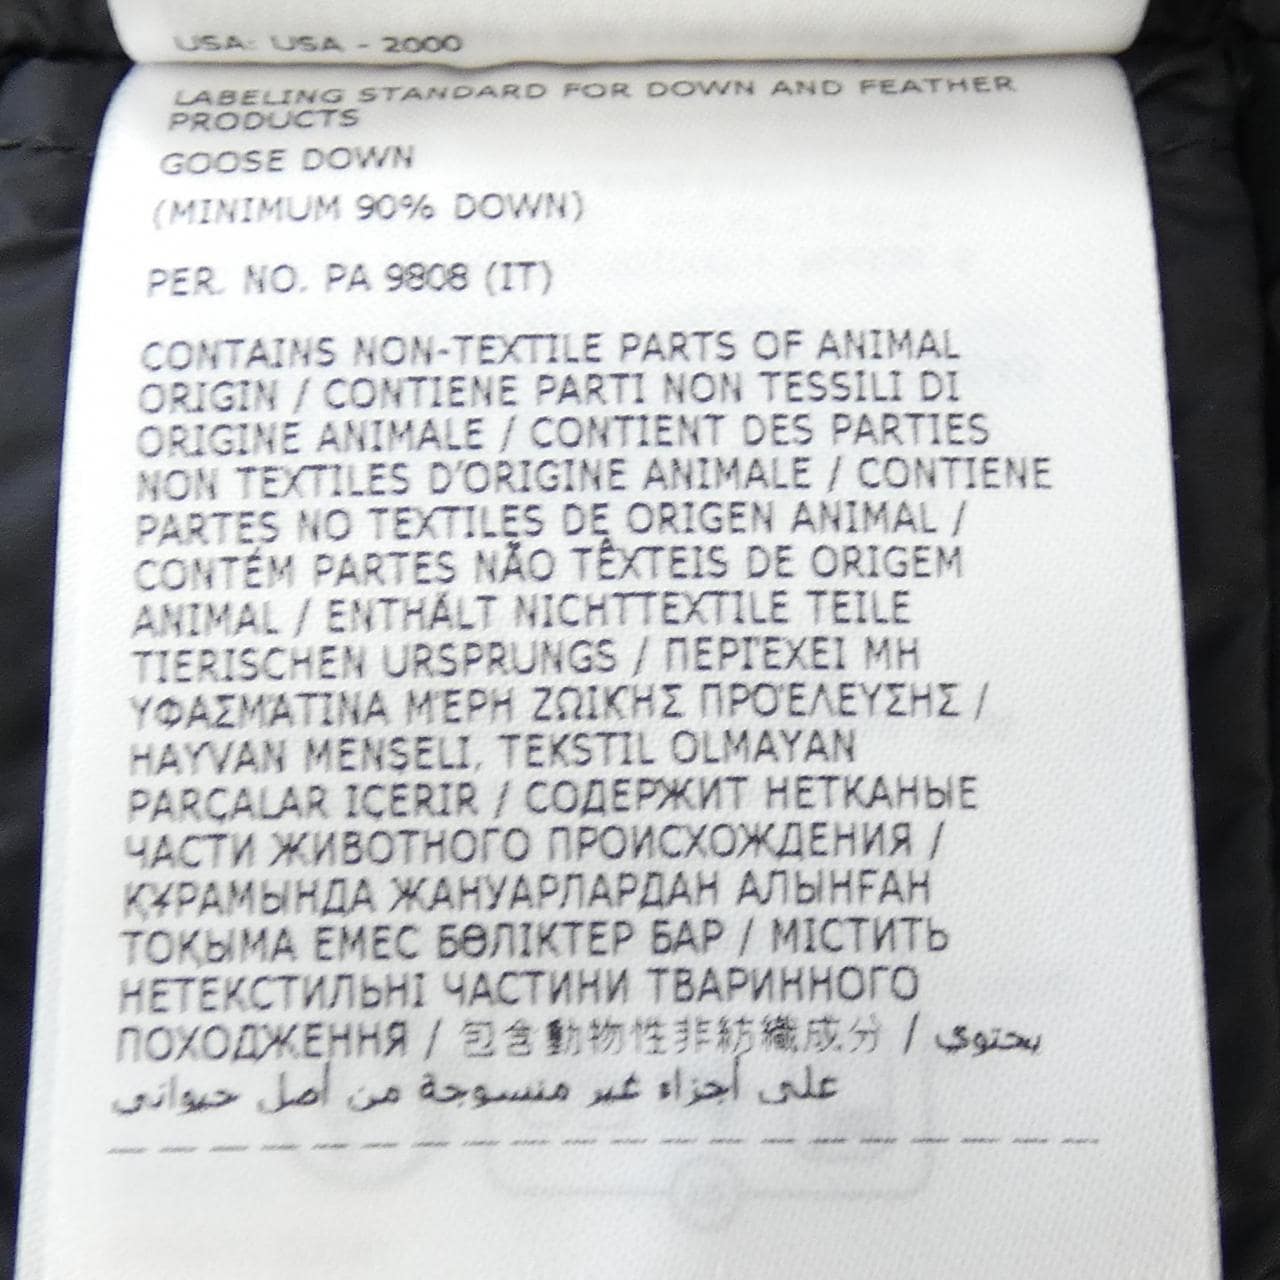 USA: USA - 2000
LABELING STANDARD FOR DOWN AND FEATHER
PRODUCTS
GOOSE DOWN
(MINIMUM 90% DOWN)
PER. NO. PA 9808 (IT)
CONTAINS NON-TEXTILE PARTS OF ANIMAL
ORIGIN / CONTIENE PARTI NON TESSILI DI
ORIGINE ANIMALE / CONTIENT DES PARTIES
NON TEXTILES D'ORIGINE ANIMALE / CONTIENE
PARTES NO TEXTILES DE ORIGEN ANIMAL /
CONTÉM PARTES NÃO TÊXTEIS DE ORIGEM
ANIMAL / ENTHÄLT NICHTTEXTILE TEILE
TIERISCHEN URSPRUNGS / ΠΕΡΙΈΧΕΙ ΜΗ
ΥΦΑΣΜΆΤΙΝΑ ΜΈΡΗ ΖΩΙΚΉΣ ΠΡΟΈΛΕΥΣΗΣ /
HAYVAN MENŞELI, TEKSTIL OLMAYAN
PARÇALAR IÇERIR / СОДЕРЖИТ НЕТКАНЫЕ
ЧАСТИ ЖИВОТНОГО ПРОИСХОЖДЕНИЯ /
ҚҰРАМЫНДА ЖАНУАРЛАРДАН АЛЫНҒАН
ТОҚЫМА ЕМЕС БӨЛІКТЕР БАР / МІСТИТЬ
НЕТЕКСТИЛЬНІ ЧАСТИНИ ТВАРИННОГО
ПОХОДЖЕННЯ / 包含動物性非紡織成分 / يحتوي
على أجزاء غير منسوجة من أصل حيواني